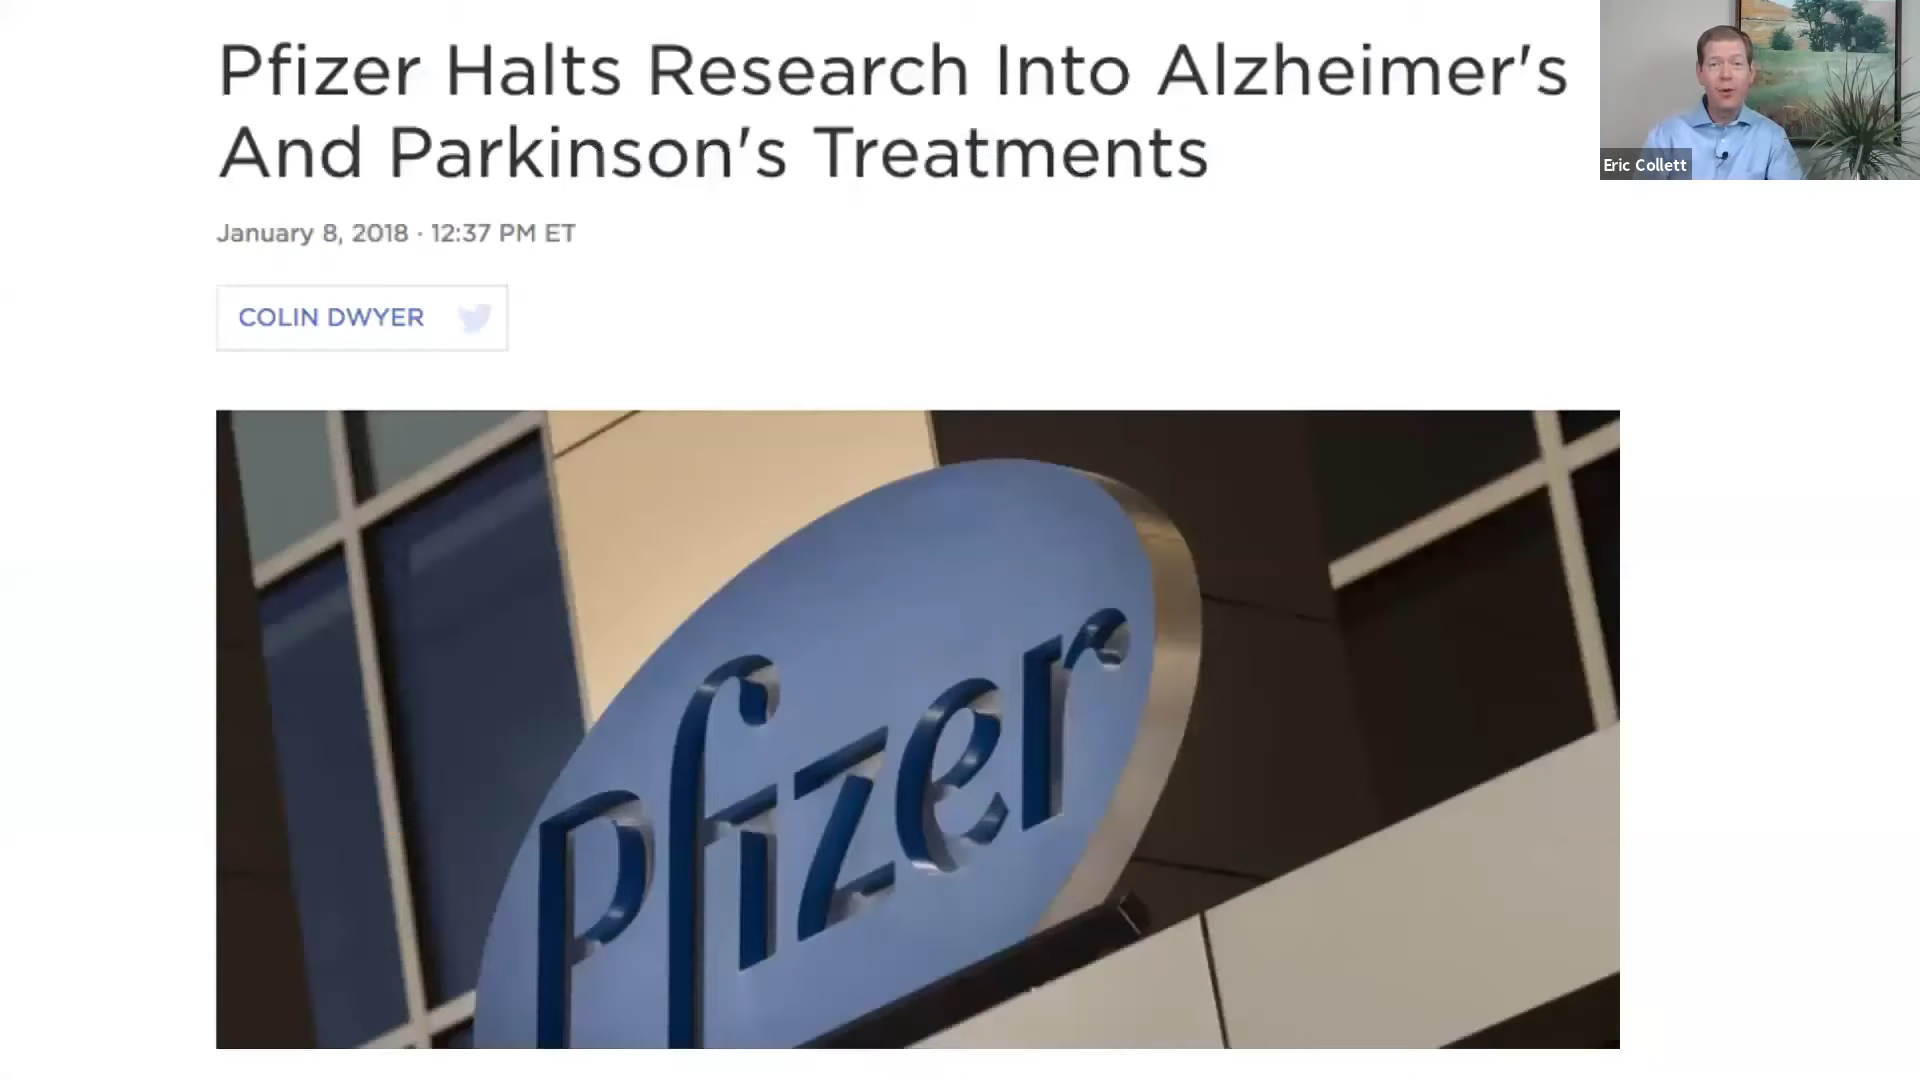 Pfizer Halts Research Into Alzheimer's
And Parkinson's Treatments
January 8, 2018 · 12:37 PM ET
COLIN DWYER
Pfizer
Eric Collett